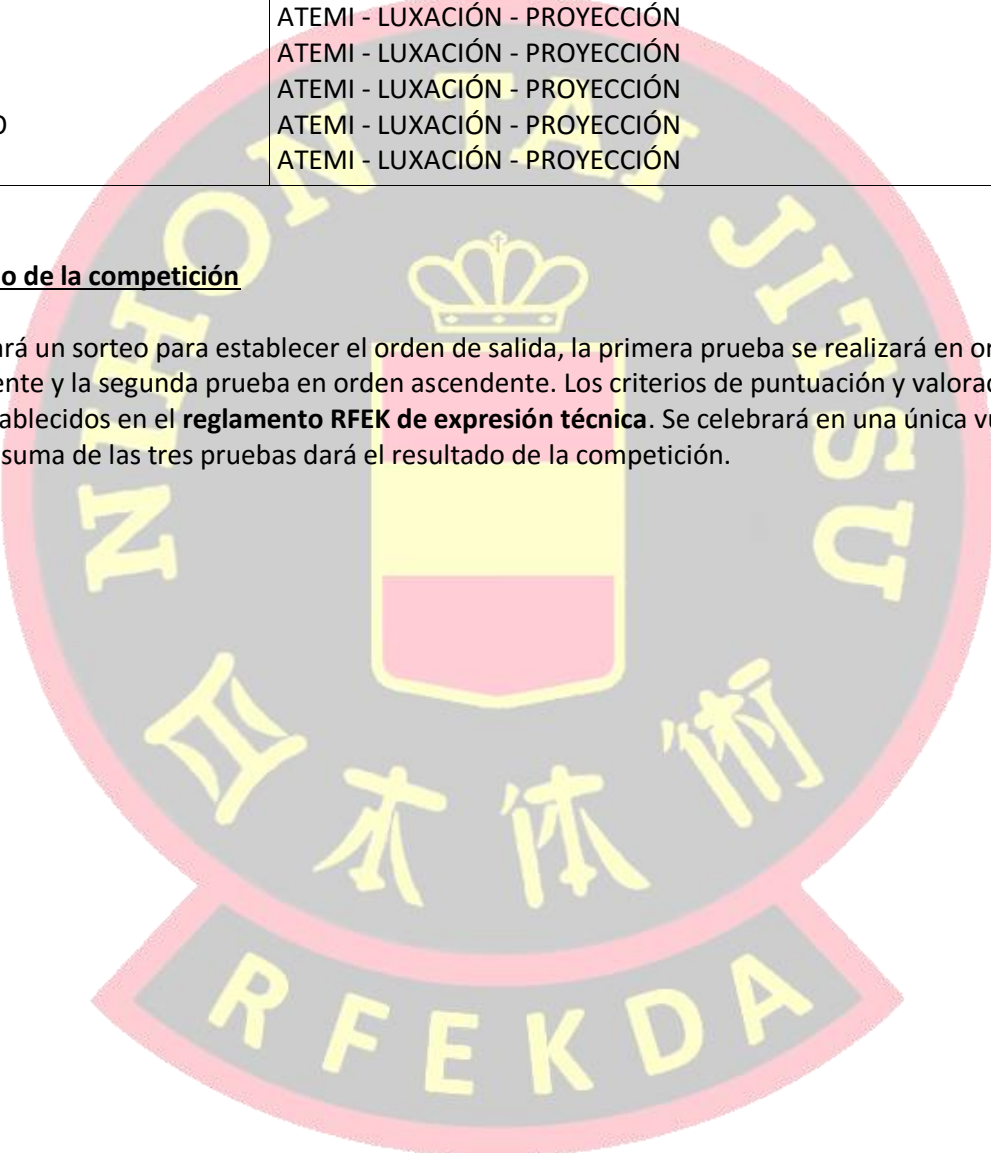 ATEMI - LUXACIÓN - PROYECCIÓN
ATEMI - LUXACIÓN - PROYECCIÓN
ATEMI - LUXACIÓN - PROYECCIÓN
O ATEMI - LUXACIÓN - PROYECCIÓN
ATEMI - LUXACIÓN - PROYECCIÓN
o de la competición
ará un sorteo para establecer el orden de salida, la primera prueba se realizará en or
ente y la segunda prueba en orden ascendente. Los criterios de puntuación y valorac
ablecidos en el reglamento RFEK de expresión técnica. Se celebrará en una única vu
suma de las tres pruebas dará el resultado de la competición.
NIHON TAI JITSU
日本体術
RFEKDA